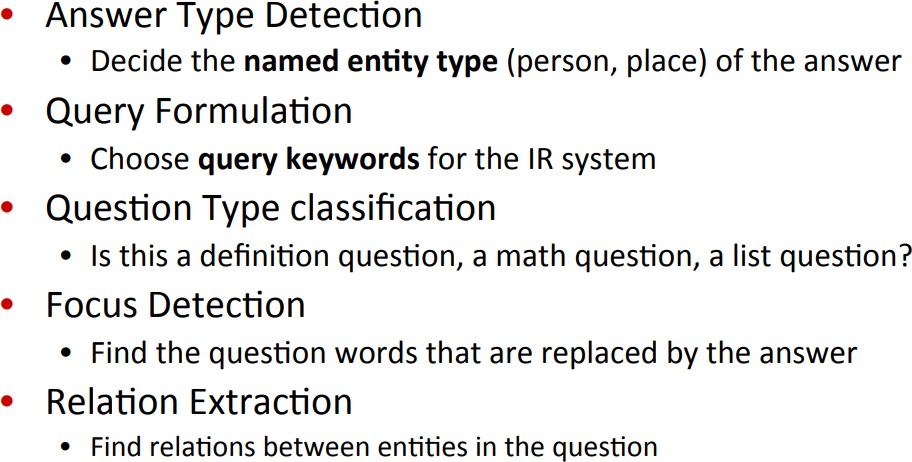 • Answer Type Detection
• Decide the named entity type (person, place) of the answer
• Query Formulation
• Choose query keywords for the IR system
• Question Type classification
• Is this a definition question, a math question, a list question?
• Focus Detection
• Find the question words that are replaced by the answer
• Relation Extraction
• Find relations between entities in the question